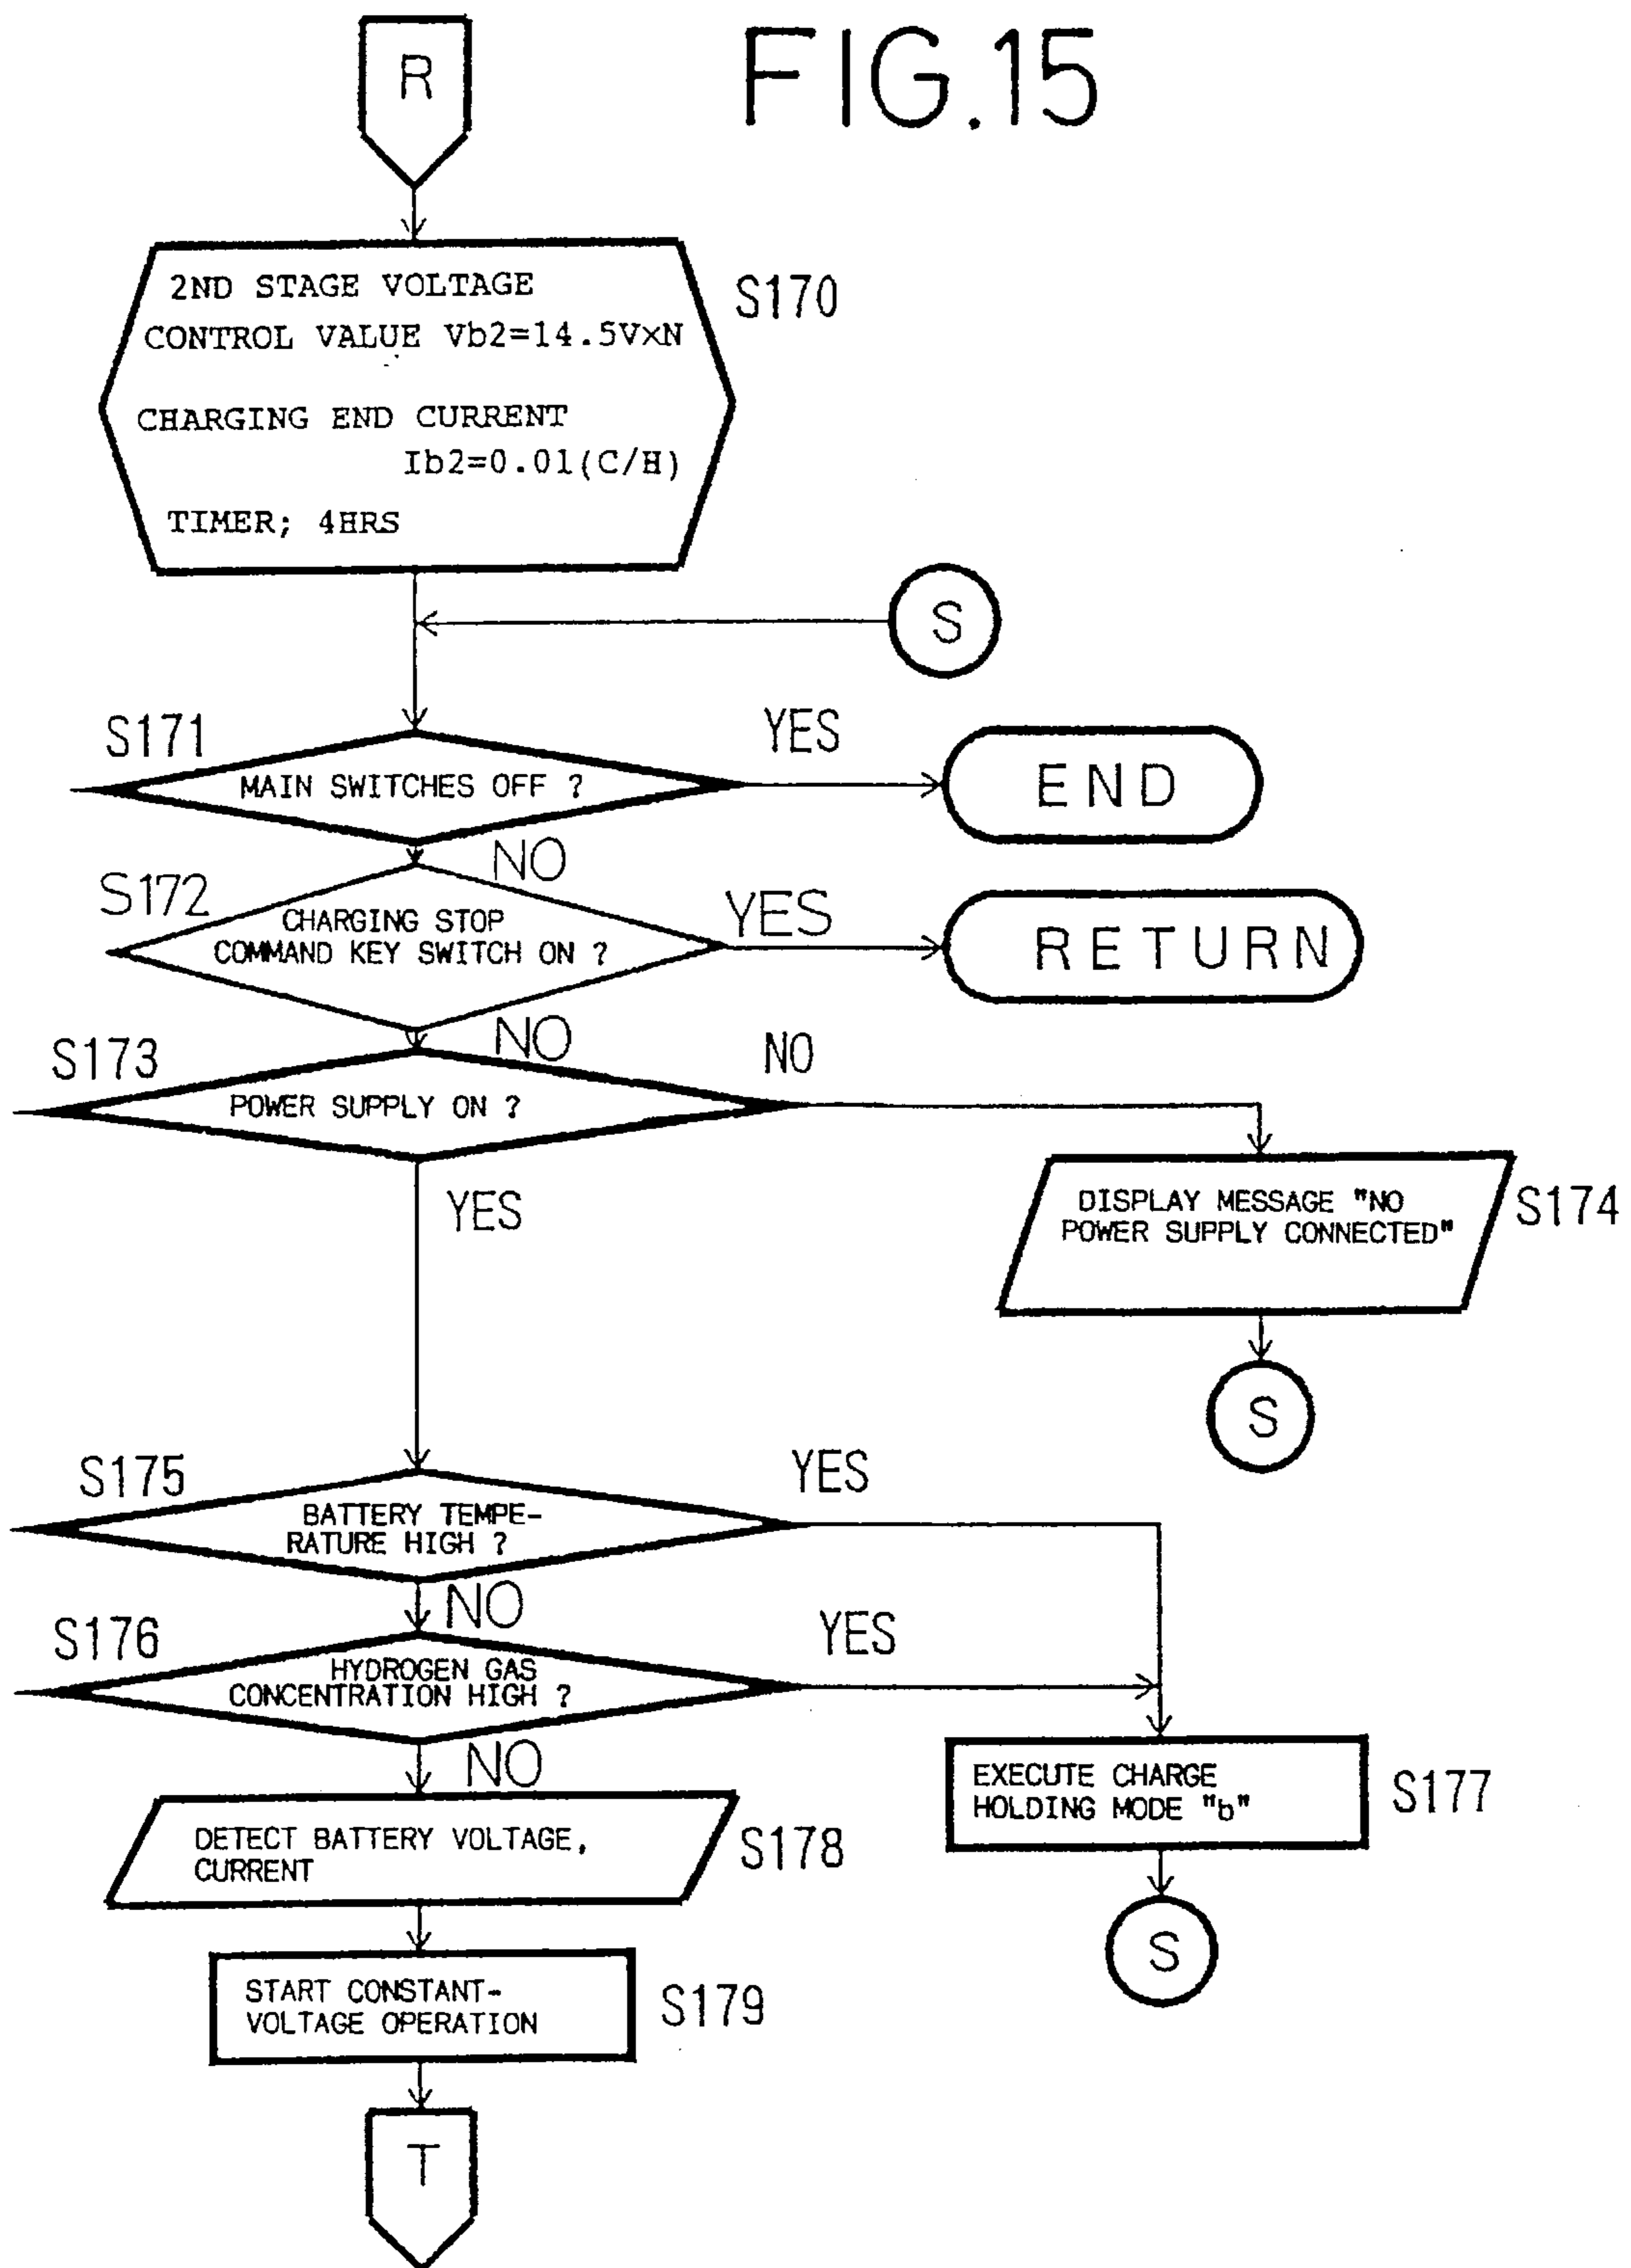 FIG.15
R
2ND STAGE VOLTAGE
CONTROL VALUE Vb2=14.5V×N
CHARGING END CURRENT
Ib2=0.01(C/H)
TIMER; 4HRS
S170
S
S171
MAIN SWITCHES OFF ?
YES
END
NO
S172
CHARGING STOP
COMMAND KEY SWITCH ON ?
YES
RETURN
NO
S173
POWER SUPPLY ON ?
NO
YES
DISPLAY MESSAGE "NO
POWER SUPPLY CONNECTED"
S174
S
S175
BATTERY TEMPE-
RATURE HIGH ?
YES
NO
S176
HYDROGEN GAS
CONCENTRATION HIGH ?
YES
NO
EXECUTE CHARGE
HOLDING MODE "b"
S177
S
DETECT BATTERY VOLTAGE,
CURRENT
S178
START CONSTANT-
VOLTAGE OPERATION
S179
T